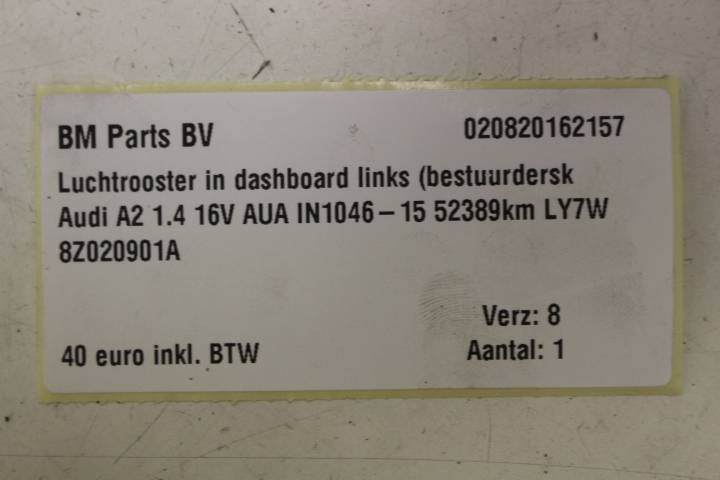 BM Parts BV 020820162157
Luchtrooster in dashboard links (bestuurdersk
Audi A2 1.4 16V AUA IN1046-15 52389km LY7W
8Z020901A
Verz: 8
40 euro inkl. BTW Aantal: 1